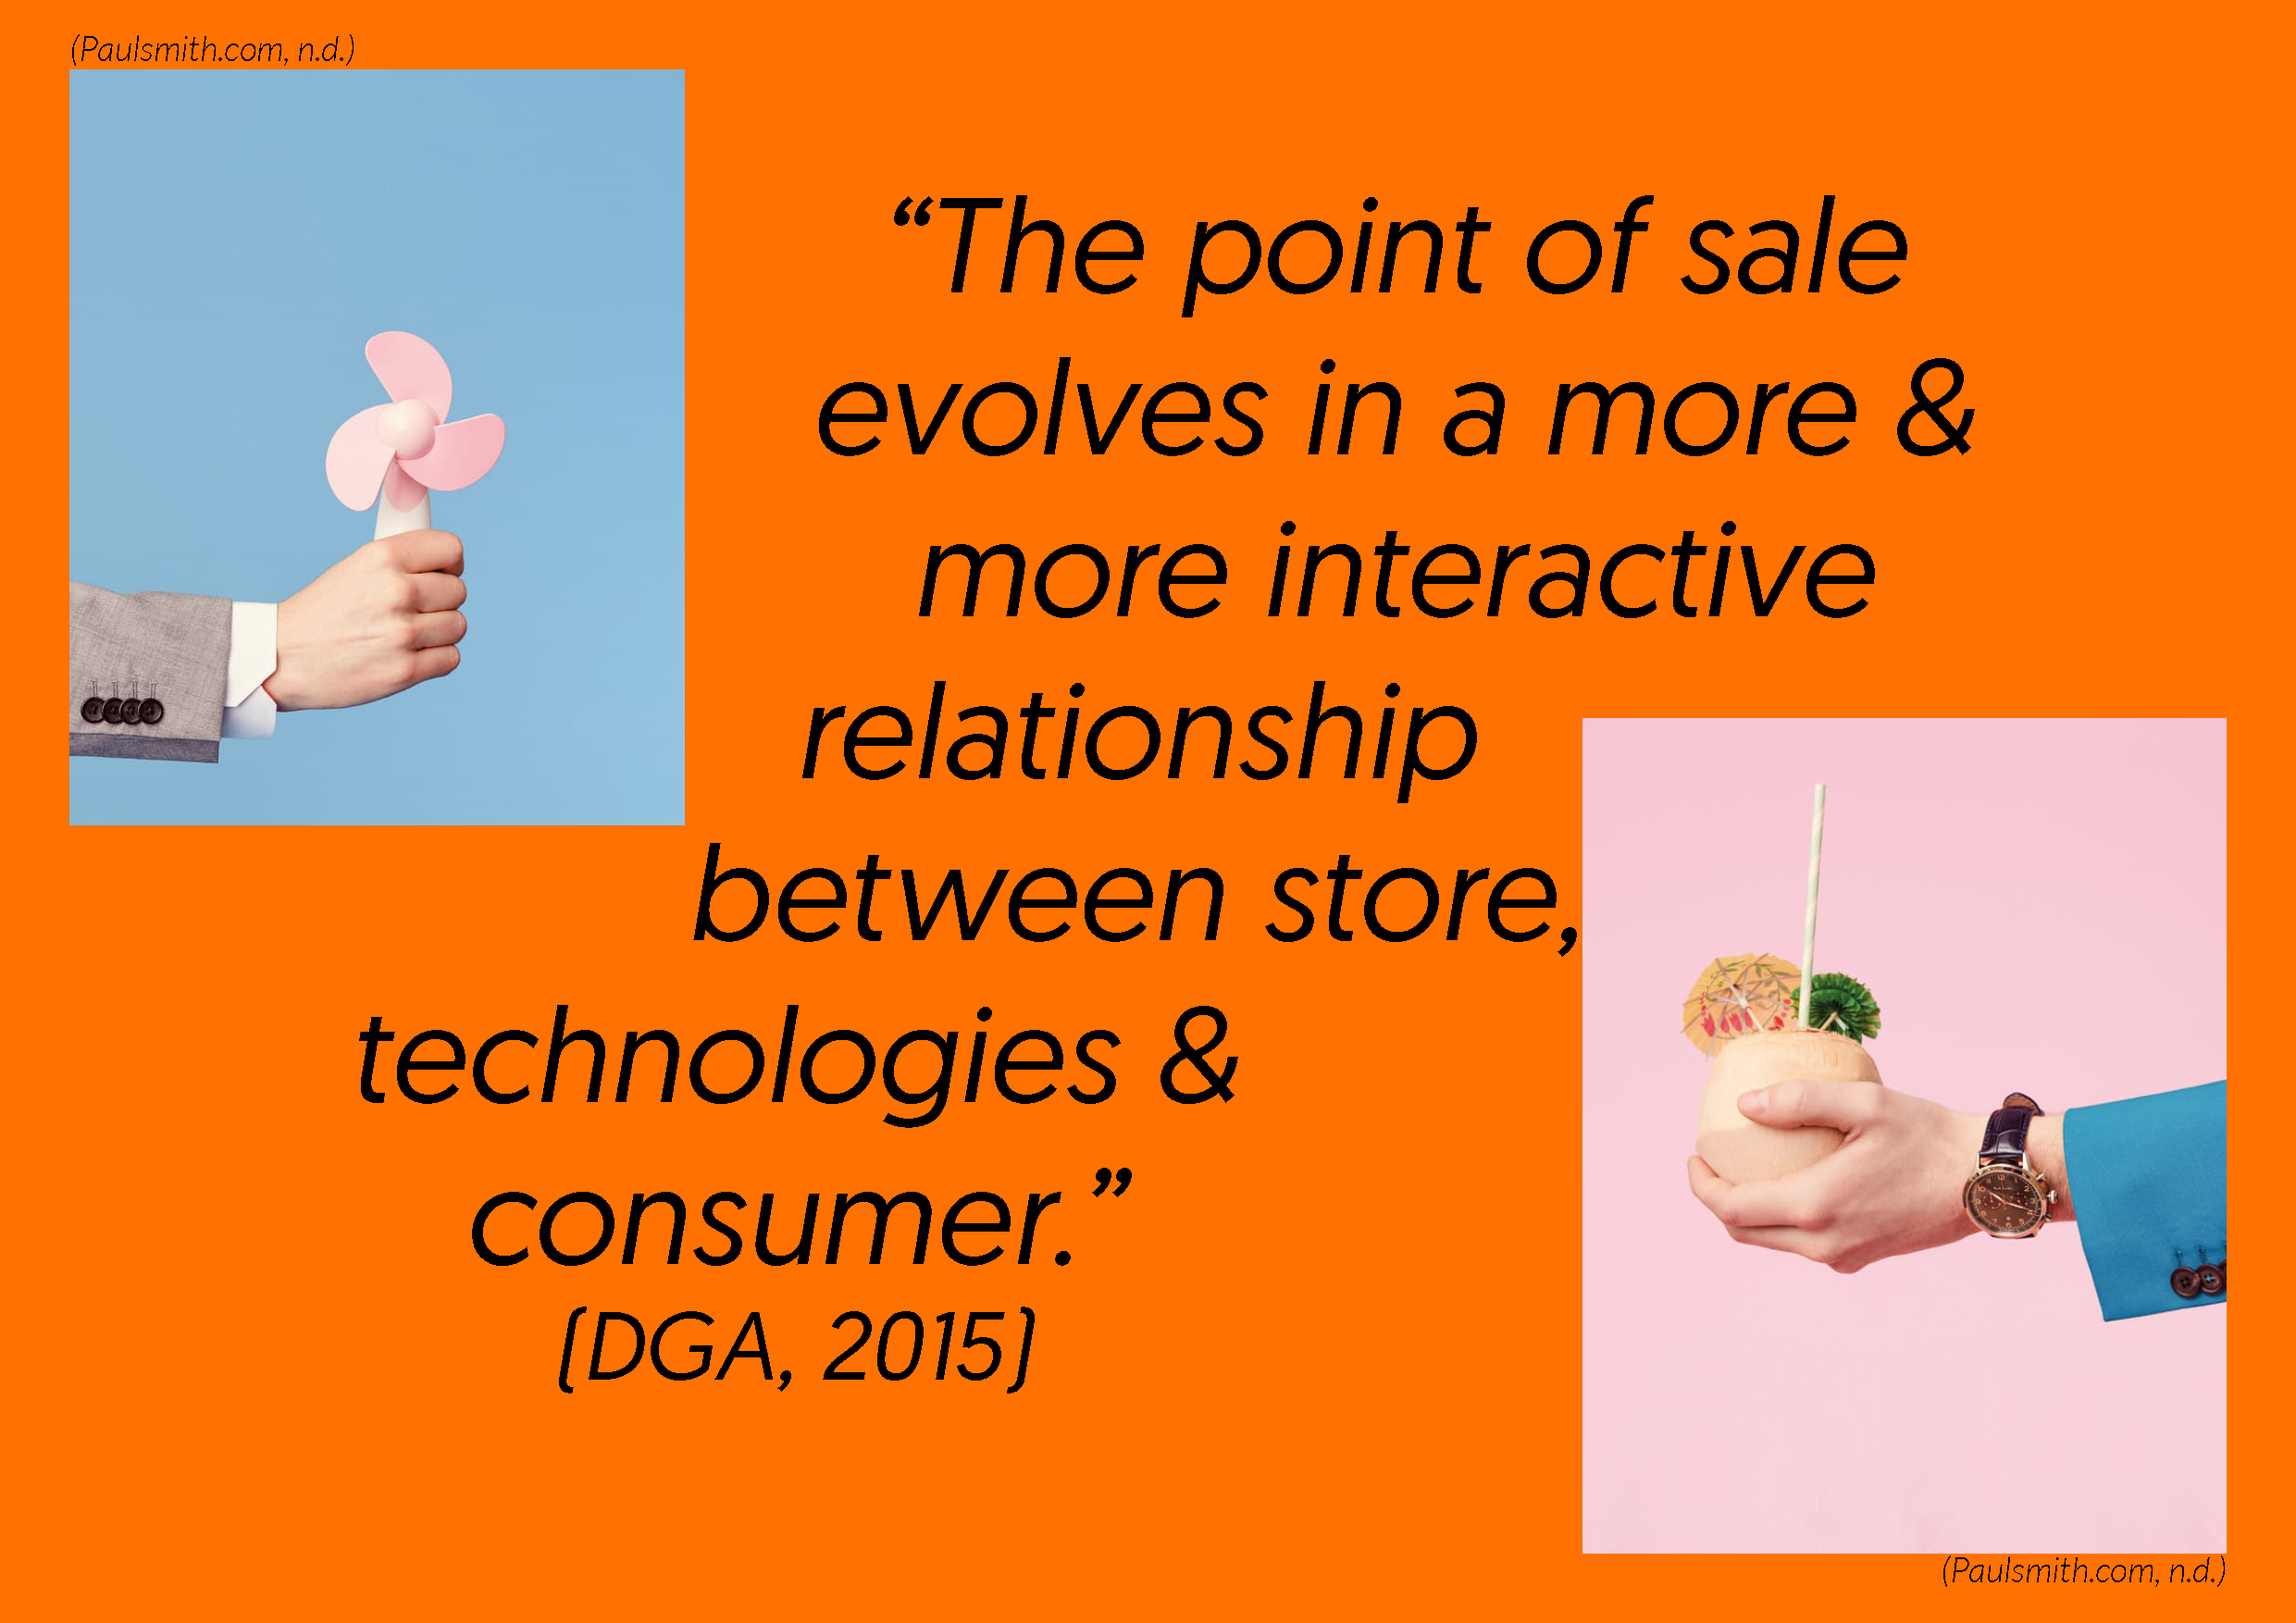 (Paulsmith.com, n.d.)
“The point of sale
evolves in a more &
more interactive
relationship
between store,
technologies &
consumer.”
(DGA, 2015)
(Paulsmith.com, n.d.)